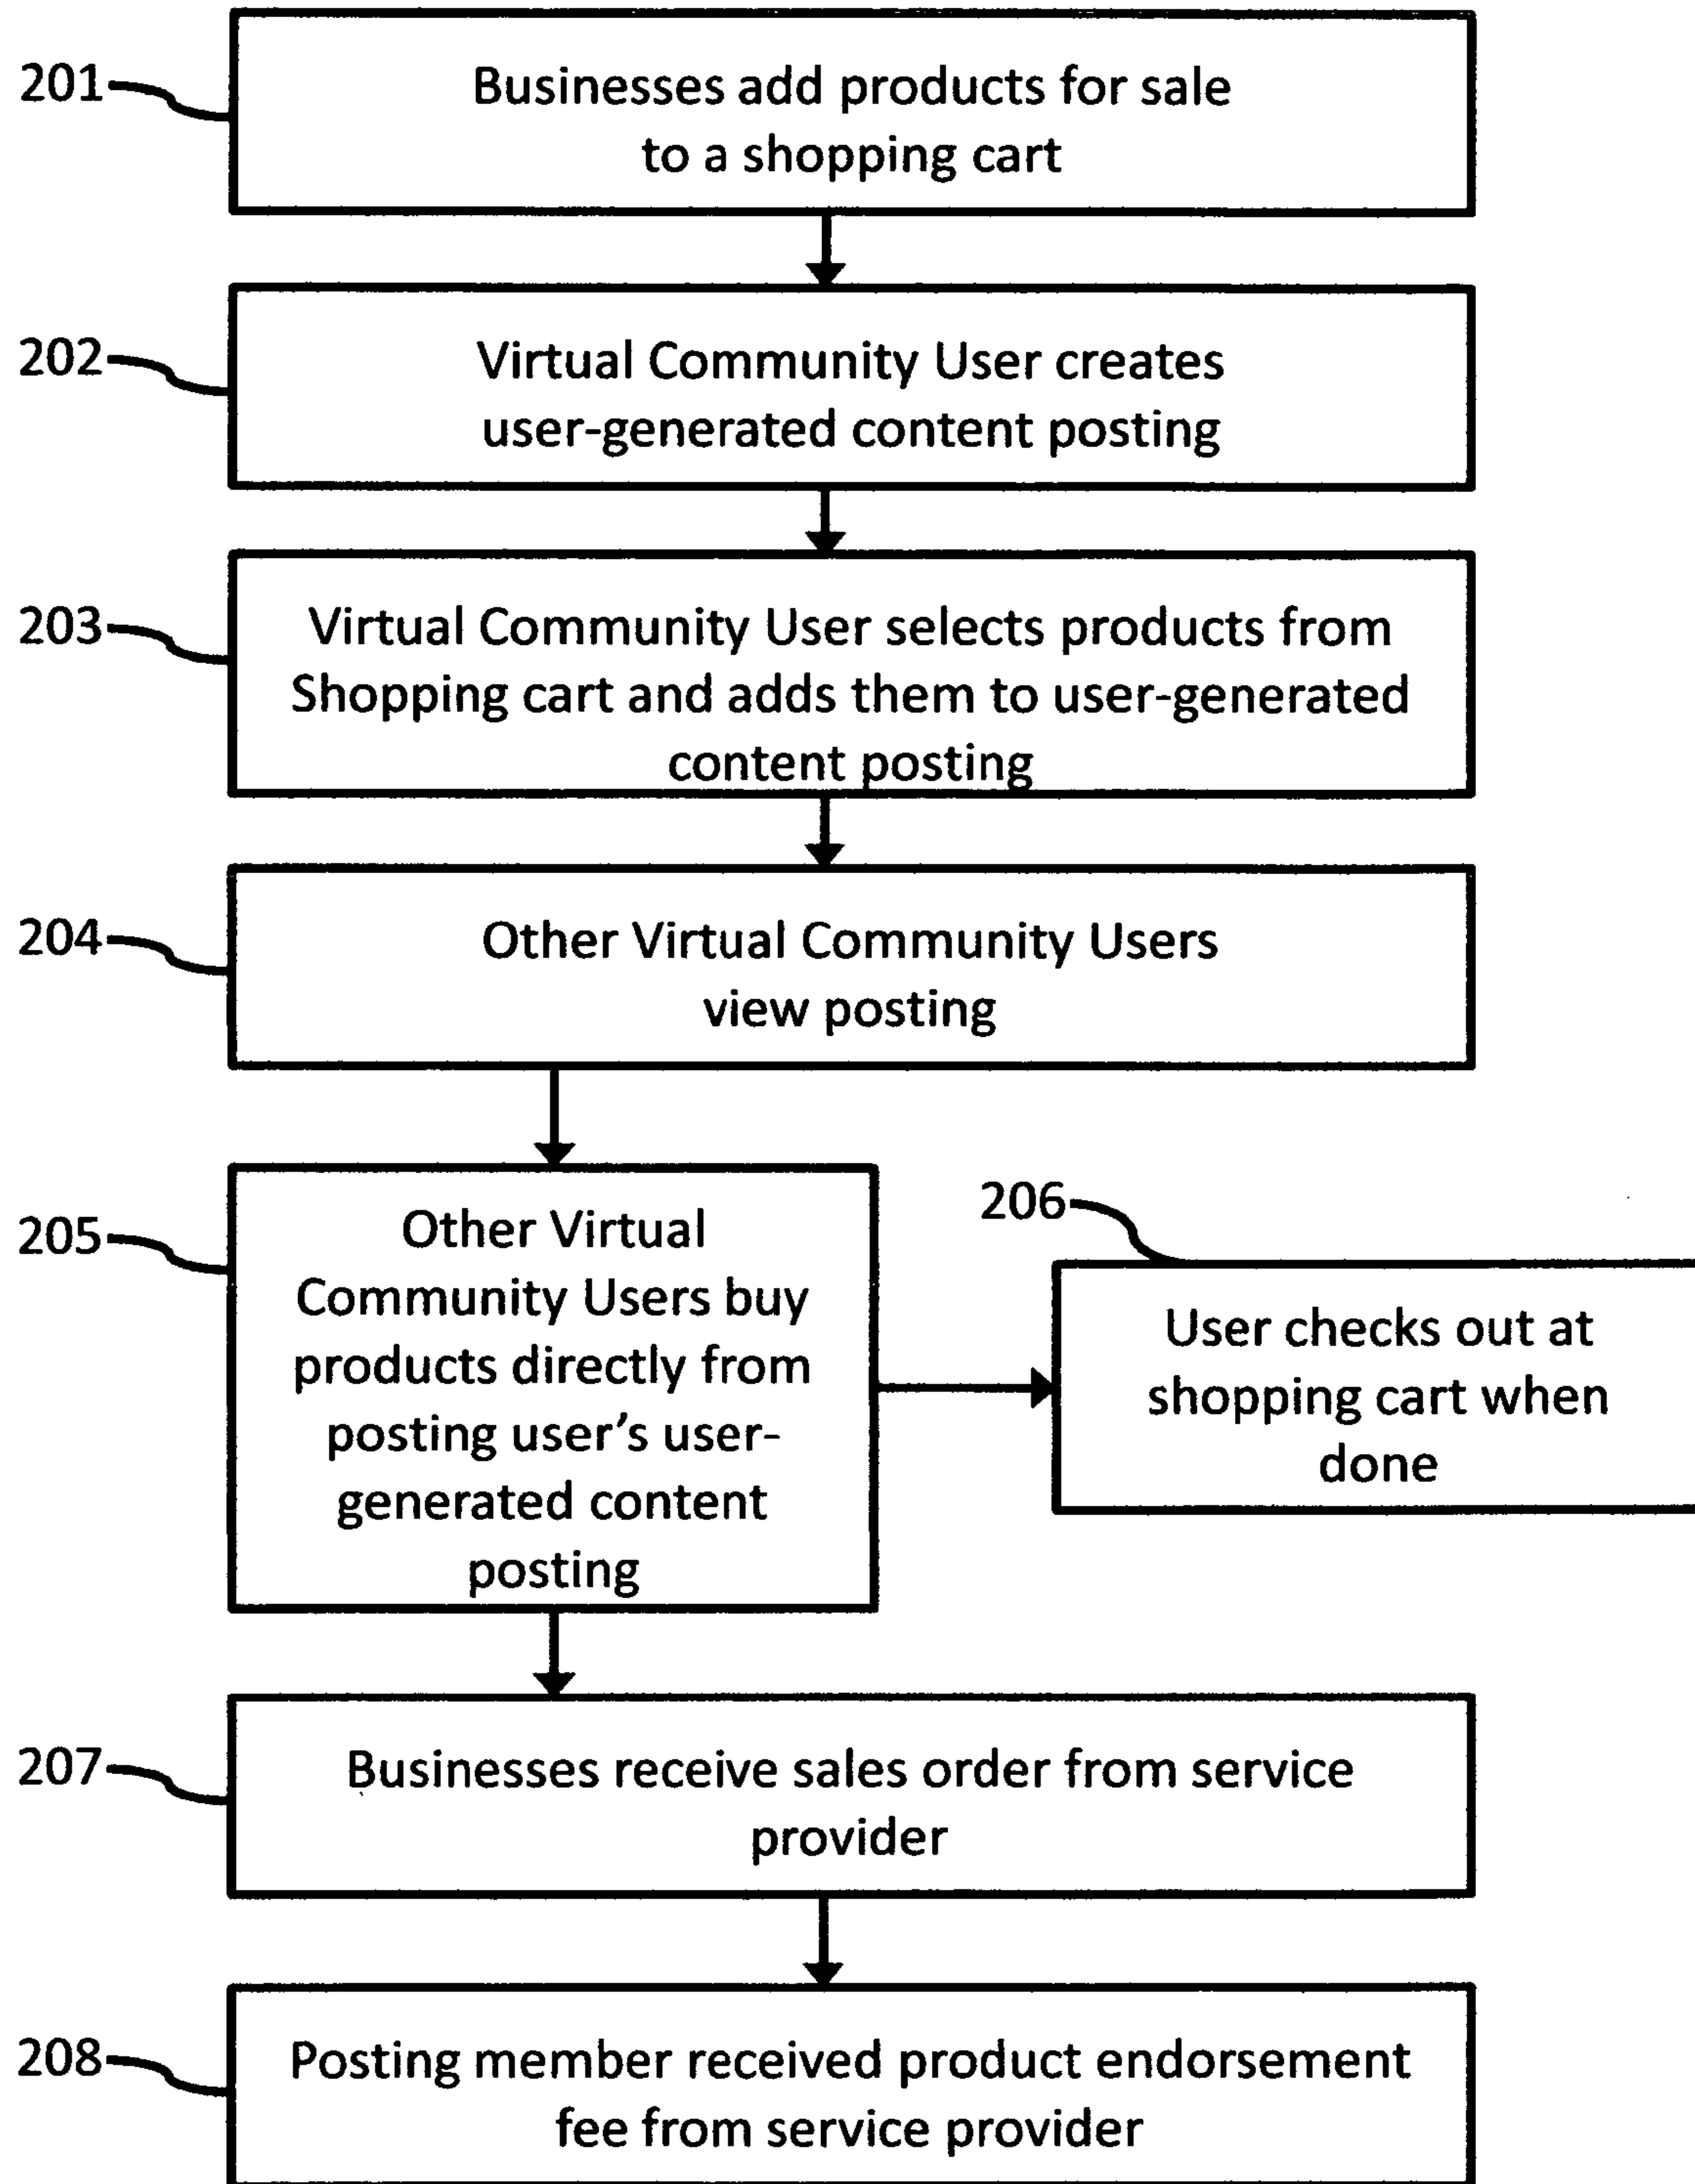 201
Businesses add products for sale
to a shopping cart
202
Virtual Community User creates
user-generated content posting
203
Virtual Community User selects products from
Shopping cart and adds them to user-generated
content posting
204
Other Virtual Community Users
view posting
205
Other Virtual
Community Users buy
products directly from
posting user's user-
generated content
posting
206
User checks out at
shopping cart when
done
207
Businesses receive sales order from service
provider
208
Posting member received product endorsement
fee from service provider